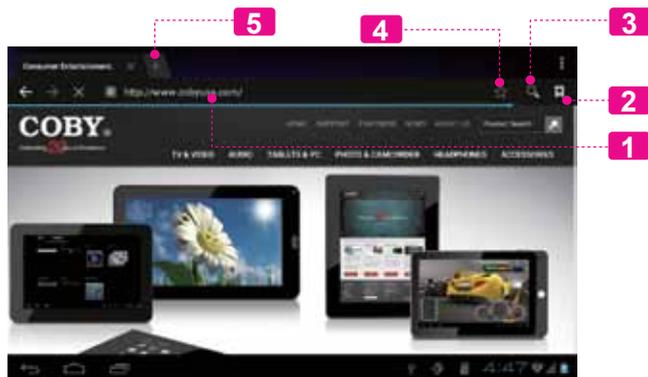 5
4
3
Consumer Entertainment
http://www.cobyusa.com/
2
COBY
1
TV & VIDEO AUDIO TABLETS & PC PHOTO & CAMCORDER HEADPHONES ACCESSORIES
4:47